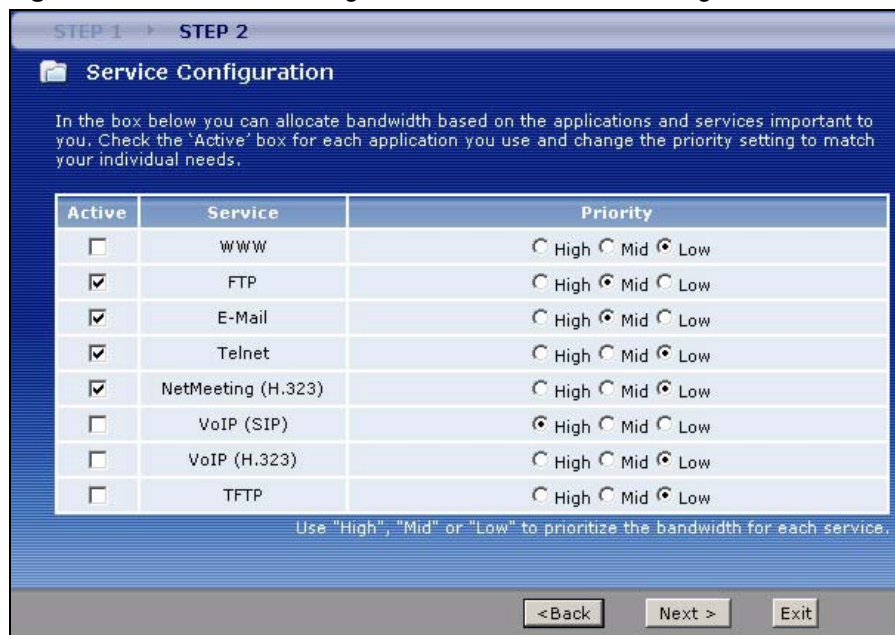 STEP 1 STEP 2
Service Configuration
In the box below you can allocate bandwidth based on the applications and services important to
you. Check the 'Active' box for each application you use and change the priority setting to match
your individual needs.
Active Service Priority
WWW High Mid Low
FTP High Mid Low
E-Mail High Mid Low
Telnet High Mid Low
NetMeeting (H.323) High Mid Low
VoIP (SIP) High Mid Low
VoIP (H.323) High Mid Low
TFTP High Mid Low
Use "High", "Mid" or "Low" to prioritize the bandwidth for each service.
<Back Next > Exit